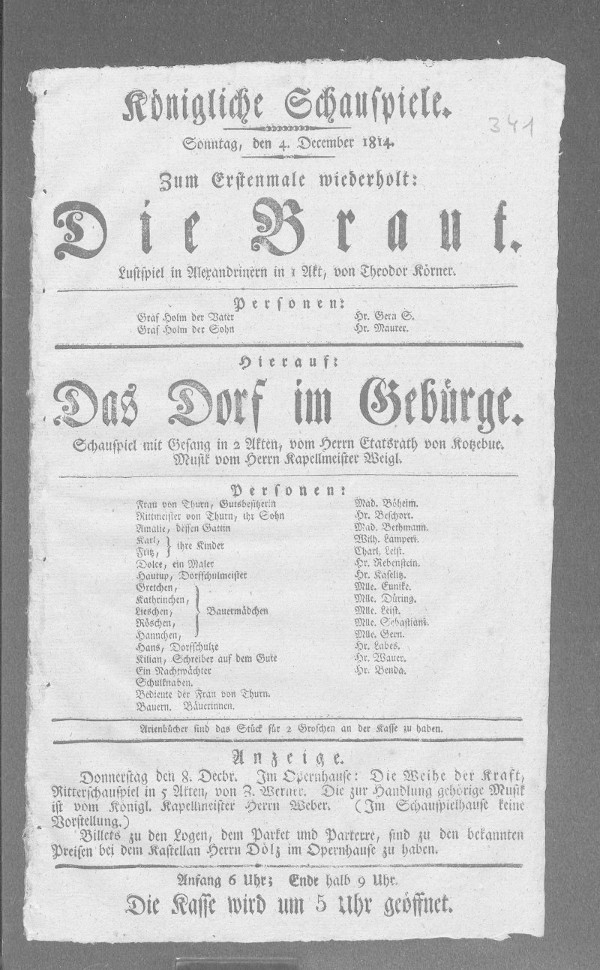 Königliche Schauspiele.
341
Sonntag, den 4. December 1814.
Zum Erstenmale wiederholt:
Die Braut.
Lustspiel in Alexandrinern in 1 Akt, von Theodor Körner.
Personen:
Graf Holm der Vater Hr. Gern S.
Graf Holm der Sohn Hr. Maurer.
Hierauf:
Das Dorf im Gebürge.
Schauspiel mit Gesang in 2 Akten, vom Herrn Etatsrath von Kotzebue.
Musik vom Herrn Kapellmeister Weigl.
Personen:
Frau von Thurn, Gutsbesitzerin Mad. Böheim.
Rittmeister von Thurn, ihr Sohn Hr. Beschort.
Amalie, dessen Gattin Mad. Bethmann.
Karl, Wilh. Lamperi.
Fritz, ihre Kinder Charl. Leist.
Dolce, ein Maler Hr. Rebenstein.
Hautup, Dorfschulmeister Hr. Kaselitz.
Gretchen, Mlle. Eunike.
Kathrinchen, Mlle. Düring.
Lieschen, Bauermädchen Mlle. Leist.
Röschen, Mlle. Sebastiani.
Hannchen, Mlle. Gern.
Hans, Dorfschulze Hr. Labes.
Kilian, Schreiber auf dem Gute Hr. Wauer.
Ein Nachtwächter Hr. Benda.
Schulknaben.
Bediente der Frau von Thurn.
Bauern. Bäuerinnen.
Arienbücher sind das Stück für 2 Groschen an der Kasse zu haben.
Anzeige.
Donnerstag den 8. Decbr. Im Opernhause: Die Weihe der Kraft,
Ritterschauspiel in 5 Akten, von Z. Werner. Die zur Handlung gehörige Musik
ist vom Königl. Kapellmeister Herrn Weber. (Im Schauspielhause keine
Vorstellung.)
Billets zu den Logen, dem Parket und Parterre, sind zu den bekannten
Preisen bei dem Kastellan Herrn Dölz im Opernhause zu haben.
Anfang 6 Uhr; Ende halb 9 Uhr.
Die Kasse wird um 5 Uhr geöffnet.